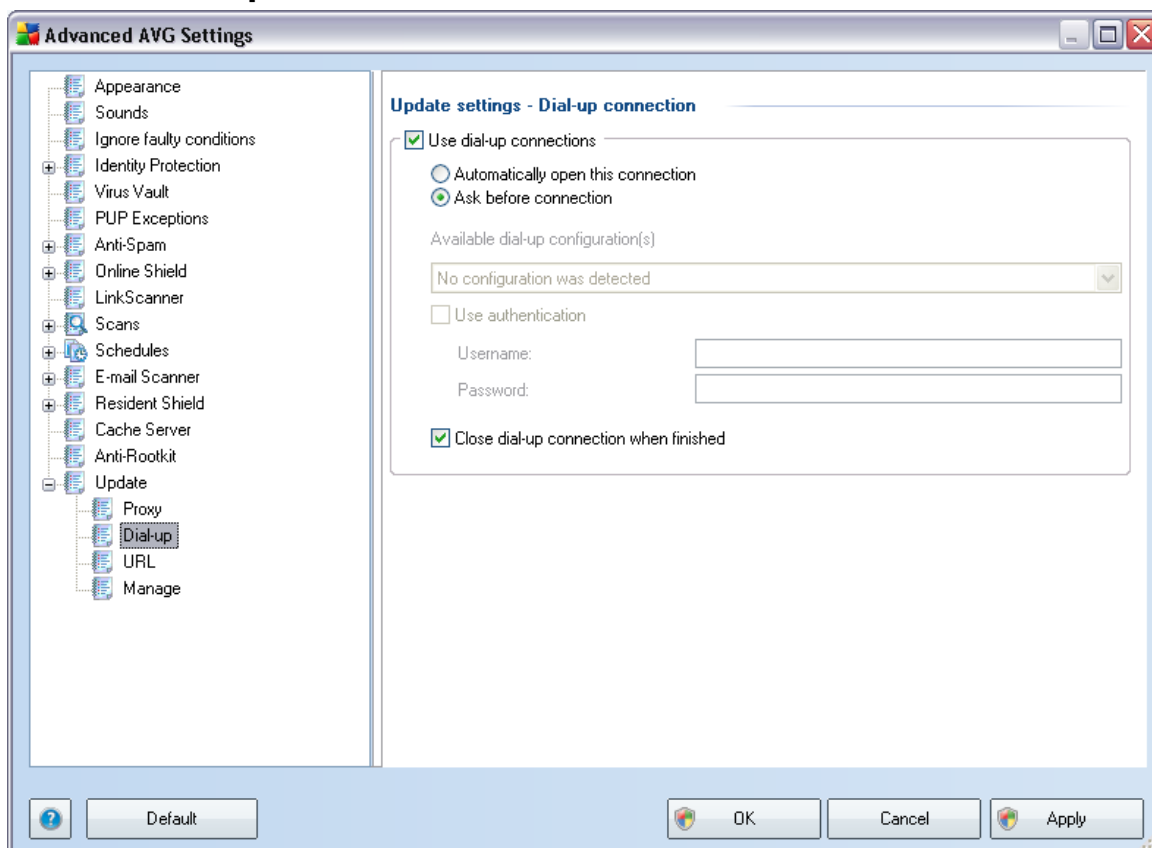 Advanced AVG Settings
Appearance
Sounds
Ignore faulty conditions
Identity Protection
Virus Vault
PUP Exceptions
Anti-Spam
Online Shield
LinkScanner
Scans
Schedules
E-mail Scanner
Resident Shield
Cache Server
Anti-Rootkit
Update
Proxy
Dial-up
URL
Manage
Update settings - Dial-up connection
Use dial-up connections
Automatically open this connection
Ask before connection
Available dial-up configuration(s)
No configuration was detected
Use authentication
Username:
Password:
Close dial-up connection when finished
Default
OK
Cancel
Apply